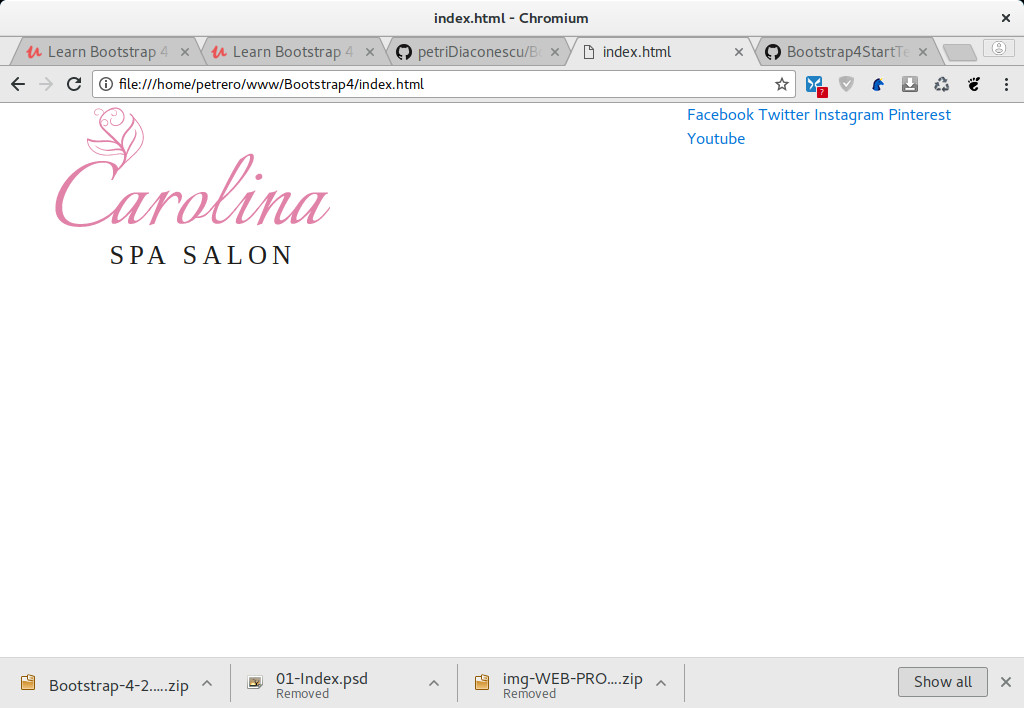 index.html - Chromium
Learn Bootstrap 4
Learn Bootstrap 4
petriDiaconescu/B
index.html
Bootstrap4StartTe
file:///home/petrero/www/Bootstrap4/index.html
?
Facebook Twitter Instagram Pinterest
Youtube
Carolina
SPA SALON
Bootstrap-4-2.....zip
01-Index.psd
Removed
img-WEB-PRO....zip
Removed
Show all